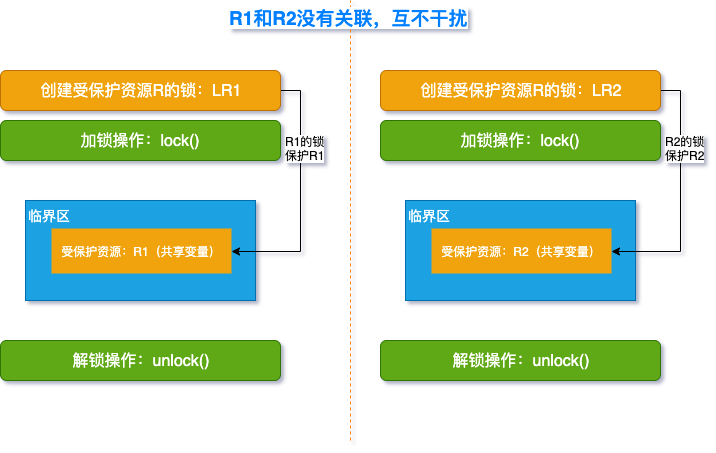 R1和R2没有关联，互不干扰
创建受保护资源R的锁：LR1
加锁操作：lock()
R1的锁
保护R1
临界区
受保护资源：R1（共享变量）
解锁操作：unlock()
创建受保护资源R的锁：LR2
加锁操作：lock()
R2的锁
保护R2
临界区
受保护资源：R2（共享变量）
解锁操作：unlock()